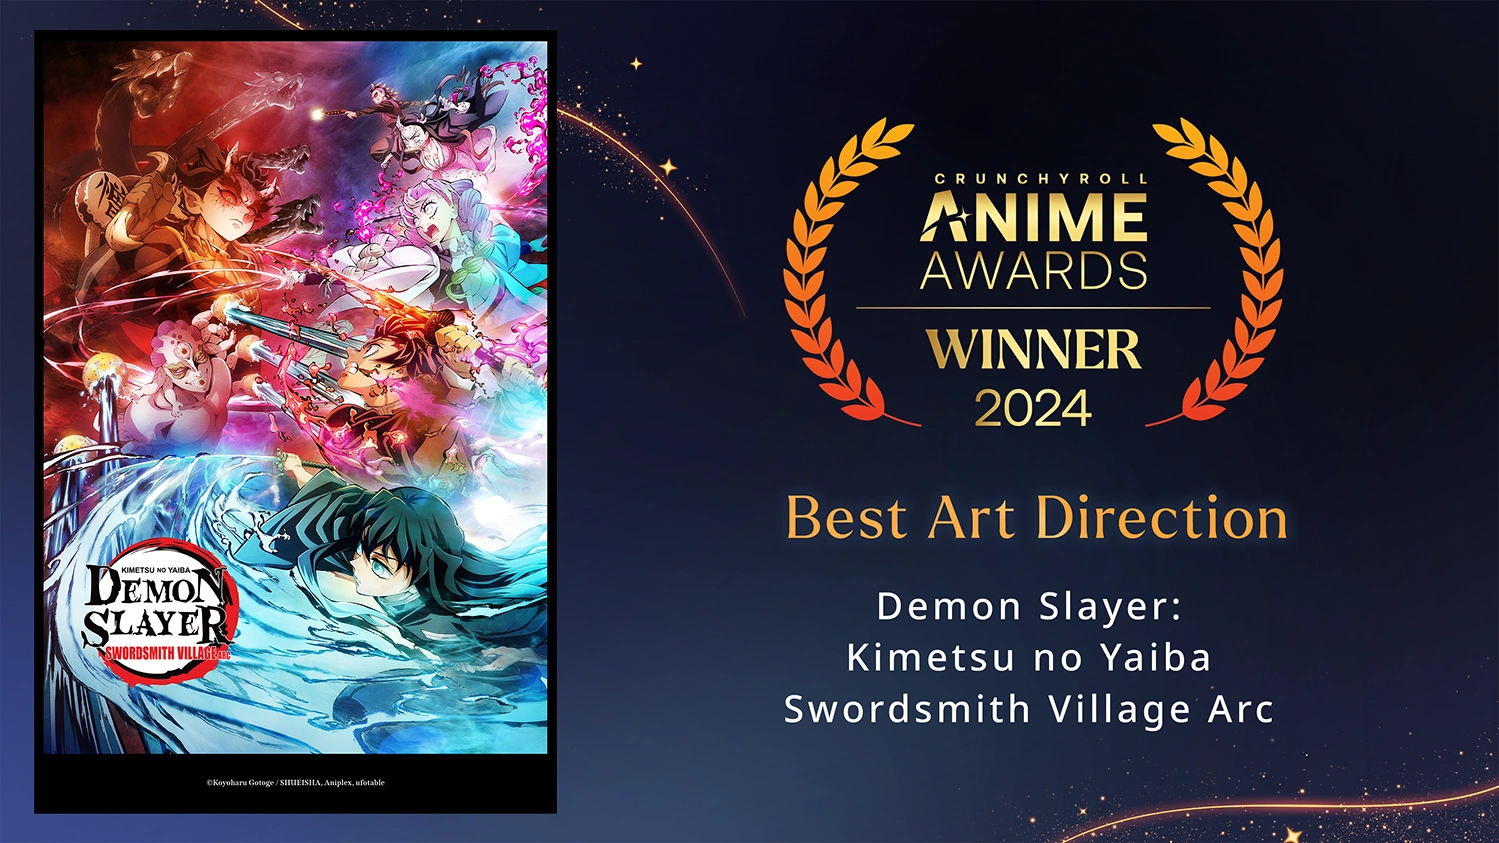 KIMETSU NO YAIBA
DEMON
SLAYER
SWORDSMITH VILLAGE ARC
©Koyoharu Gotoge / SHUEISHA, Aniplex, ufotable
CRUNCHYROLL
ANIME
AWARDS
WINNER
2024
Best Art Direction
Demon Slayer:
Kimetsu no Yaiba
Swordsmith Village Arc